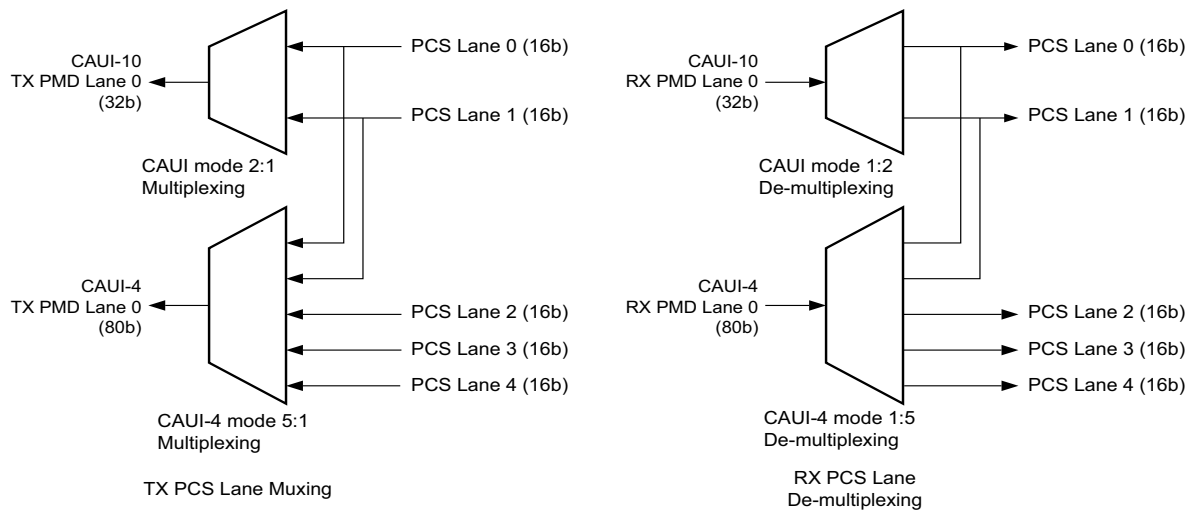 CAUI-10
TX PMD Lane 0
(32b)
PCS Lane 0 (16b)
PCS Lane 1 (16b)
CAUI mode 2:1
Multiplexing
CAUI-4
TX PMD Lane 0
(80b)
PCS Lane 2 (16b)
PCS Lane 3 (16b)
PCS Lane 4 (16b)
CAUI-4 mode 5:1
Multiplexing
TX PCS Lane Muxing
CAUI-10
RX PMD Lane 0
(32b)
PCS Lane 0 (16b)
PCS Lane 1 (16b)
CAUI mode 1:2
De-multiplexing
CAUI-4
RX PMD Lane 0
(80b)
PCS Lane 2 (16b)
PCS Lane 3 (16b)
PCS Lane 4 (16b)
CAUI-4 mode 1:5
De-multiplexing
RX PCS Lane
De-multiplexing